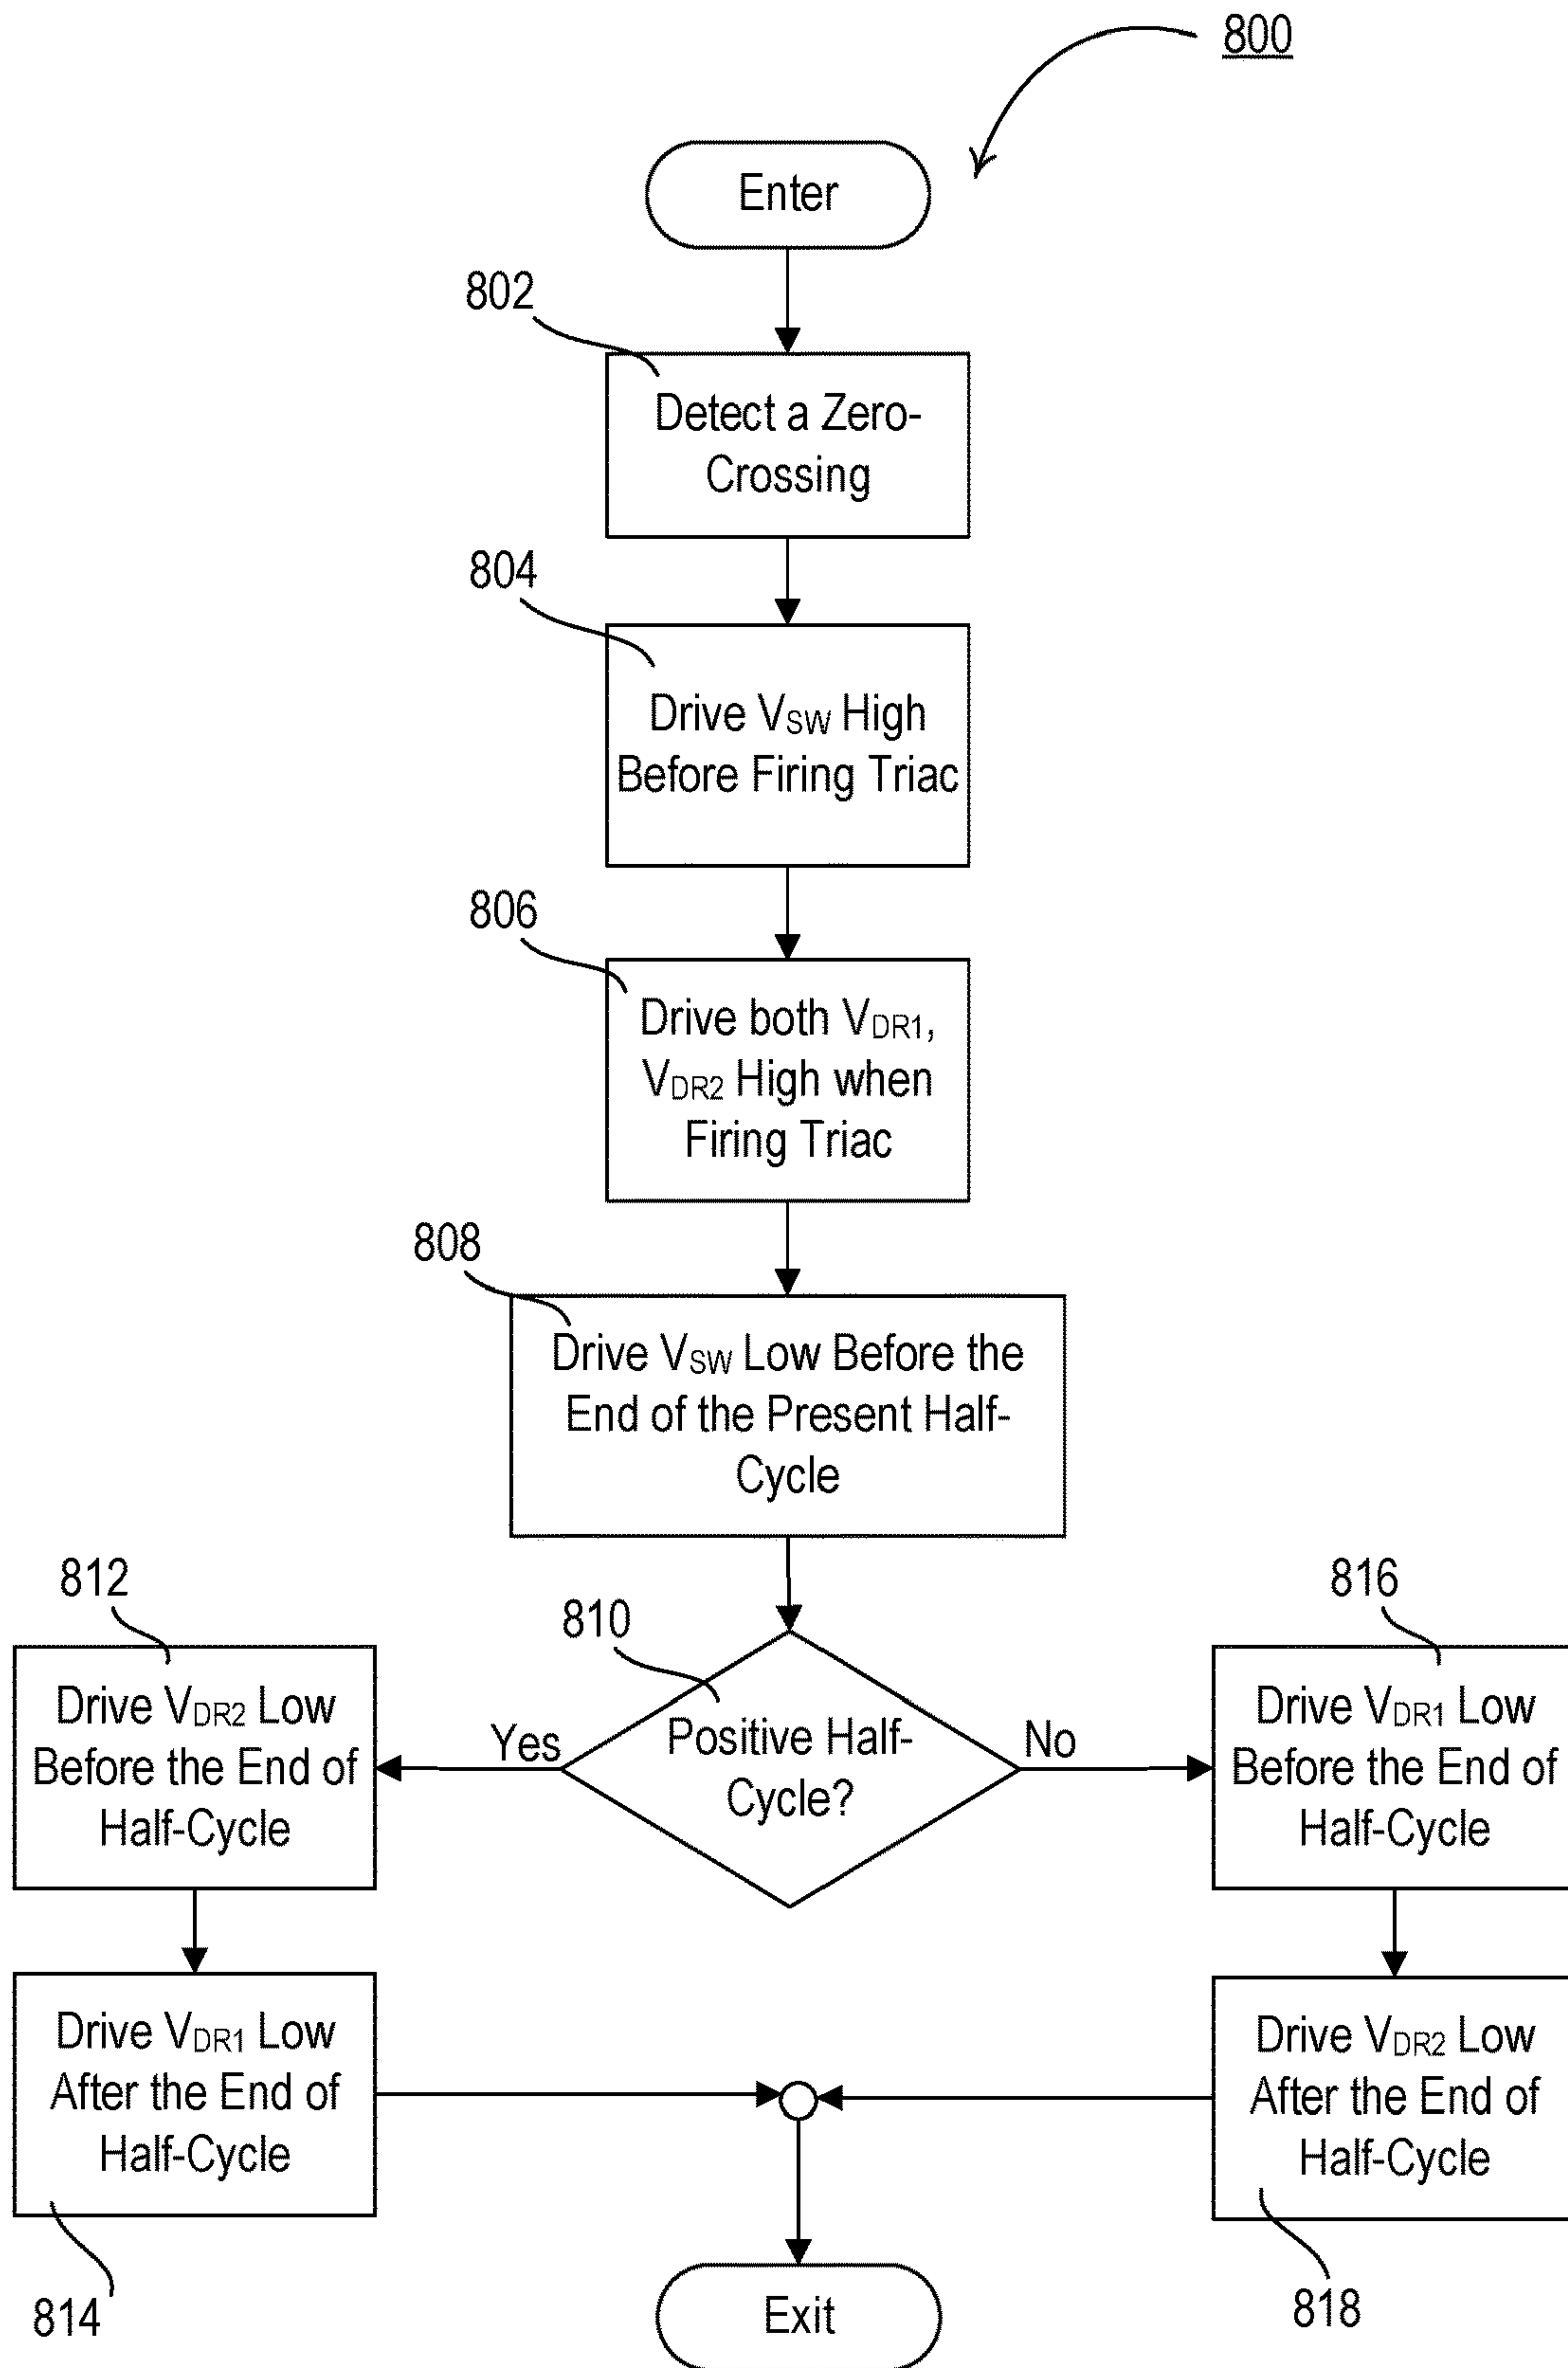 800
Enter
802
Detect a Zero-
Crossing
804
Drive VSW High
Before Firing Triac
806
Drive both VDR1,
VDR2 High when
Firing Triac
808
Drive VSW Low Before the
End of the Present Half-
Cycle
810
Positive Half-
Cycle?
Yes
No
812
Drive VDR2 Low
Before the End of
Half-Cycle
816
Drive VDR1 Low
Before the End of
Half-Cycle
Drive VDR1 Low
After the End of
Half-Cycle
814
Drive VDR2 Low
After the End of
Half-Cycle
818
Exit